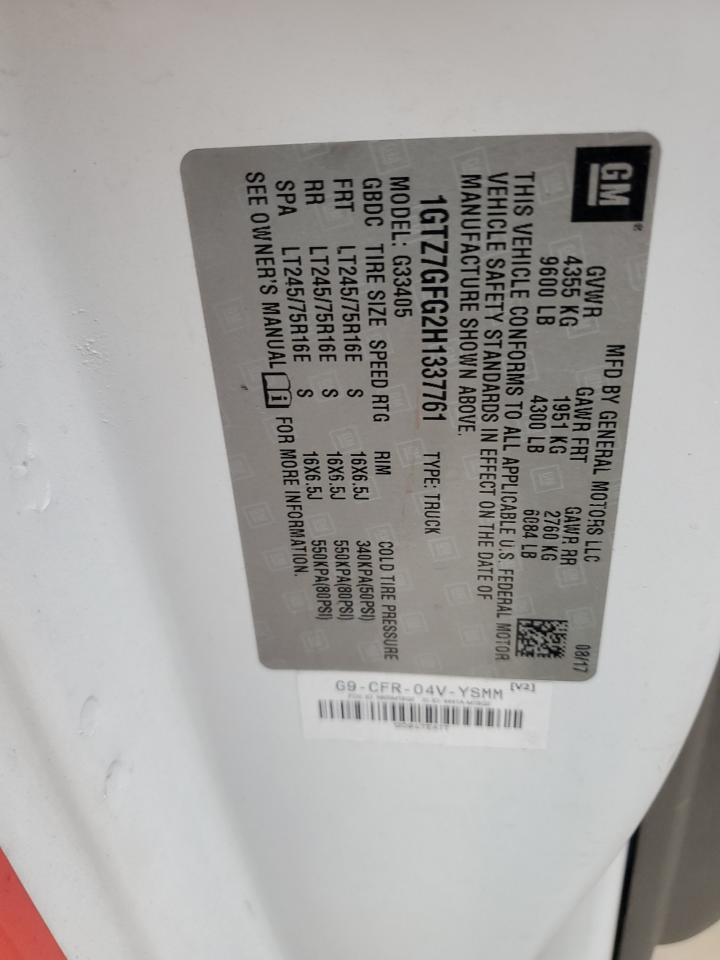 GM®
MFD BY GENERAL MOTORS LLC 08/17
GVWR GAWR FRT GAWR RR
4355 KG 1951 KG 2760 KG
9600 LB 4300 LB 6084 LB
THIS VEHICLE CONFORMS TO ALL APPLICABLE U.S. FEDERAL MOTOR
VEHICLE SAFETY STANDARDS IN EFFECT ON THE DATE OF
MANUFACTURE SHOWN ABOVE.
1GTZ7GFG2H1337761 TYPE: TRUCK
MODEL: G33405
GBDC TIRE SIZE SPEED RTG RIM COLD TIRE PRESSURE
FRT LT245/75R16E S 16X6.5J 340KPA(50PSI)
RR LT245/75R16E S 16X6.5J 550KPA(80PSI)
SPA LT245/75R16E S 16X6.5J 550KPA(80PSI)
SEE OWNER'S MANUAL FOR MORE INFORMATION.
G9-CFR-04V-YSMM [V2]